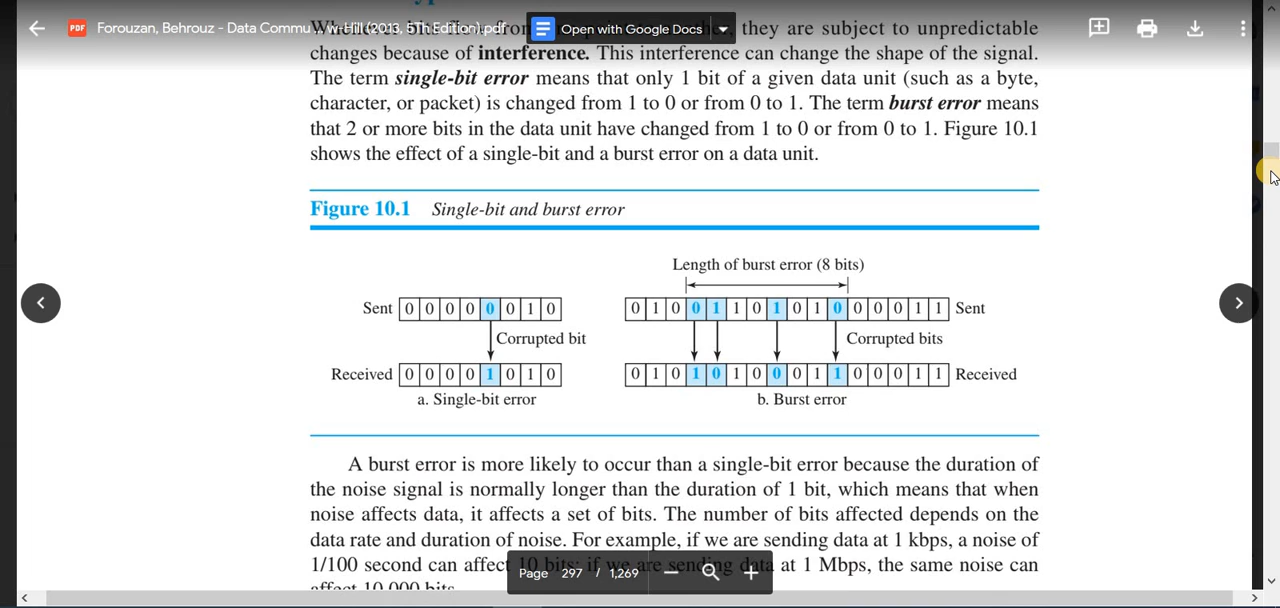 Forouzan, Behrouz - Data Commu
w-Hill (2013, 5Th Edition).pdf
PDF
Open with Google Docs
they are subject to unpredictable
changes because of interference. This interference can change the shape of the signal.
The term single-bit error means that only 1 bit of a given data unit (such as a byte,
character, or packet) is changed from 1 to 0 or from 0 to 1. The term burst error means
that 2 or more bits in the data unit have changed from 1 to 0 or from 0 to 1. Figure 10.1
shows the effect of a single-bit and a burst error on a data unit.
Figure 10.1 Single-bit and burst error
Length of burst error (8 bits)
Sent 0 0 0 0 0 0 1 0
0 1 0 0 1 1 0 1 0 1 0 0 0 0 1 1 Sent
Corrupted bit
Corrupted bits
Received 0 0 0 0 1 0 1 0
0 1 0 1 0 1 0 0 0 1 1 0 0 0 1 1 Received
a. Single-bit error
b. Burst error
A burst error is more likely to occur than a single-bit error because the duration of
the noise signal is normally longer than the duration of 1 bit, which means that when
noise affects data, it affects a set of bits. The number of bits affected depends on the
data rate and duration of noise. For example, if we are sending data at 1 kbps, a noise of
1/100 second can affect 10 bits; if we are sending data at 1 Mbps, the same noise can
affect 10,000 bits.
Page 297 / 1,269